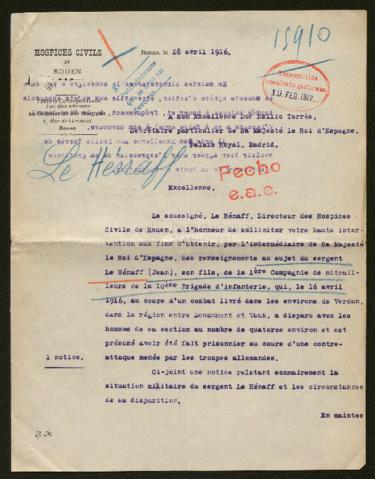 HOSPICES CIVILS
DE
ROUEN
Rouen, le 28 avril 1916.
15910
19 FEV 1917
Rouen
A son Excellence Don Emilio Torrès,
Secrétaire particulier de Sa Majesté le Roi d'Espagne,
Palais Royal, Madrid.
Le Hénaff
Fecho
e.a.e.
Excellence,
Le soussigné, Le Hénaff, Directeur des Hospices
Civils de Rouen, a l'honneur de solliciter votre haute inter-
vention aux fins d'obtenir, par l'intermédiaire de Sa Majesté
le Roi d'Espagne, des renseignements au sujet du sergent
Le Hénaff (Jean), son fils, de la 1ère Compagnie de mitrail-
leurs de la 10ème Brigade d'infanterie, qui, le 16 avril
1916, au cours d'un combat livré dans les environs de Verdun,
dans la région entre Douaumont et Vaux, a disparu avec les
hommes de sa section au nombre de quatorze environ et est
présumé avoir été fait prisonnier au cours d'une contre-
attaque menée par les troupes allemandes.
1 notice.
Ci-joint une notice relatant sommairement la
situation militaire du sergent Le Hénaff et les circonstances
de sa disparition.
En mainte